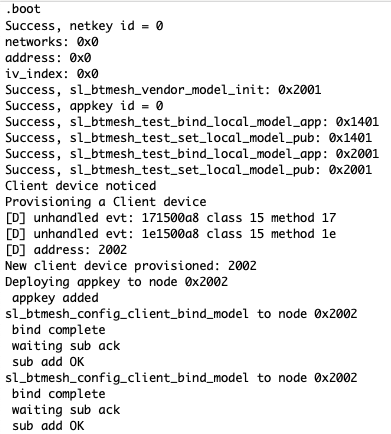 .boot
Success, netkey id = 0
networks: 0x0
address: 0x0
iv_index: 0x0
Success, sl_btmesh_vendor_model_init: 0x2001
Success, appkey id = 0
Success, sl_btmesh_test_bind_local_model_app: 0x1401
Success, sl_btmesh_test_set_local_model_pub: 0x1401
Success, sl_btmesh_test_bind_local_model_app: 0x2001
Success, sl_btmesh_test_set_local_model_pub: 0x2001
Client device noticed
Provisioning a Client device
[D] unhandled evt: 171500a8 class 15 method 17
[D] unhandled evt: 1e1500a8 class 15 method 1e
[D] address: 2002
New client device provisioned: 2002
Deploying appkey to node 0x2002
 appkey added
sl_btmesh_config_client_bind_model to node 0x2002
 bind complete
 waiting sub ack
 sub add OK
sl_btmesh_config_client_bind_model to node 0x2002
 bind complete
 waiting sub ack
 sub add OK